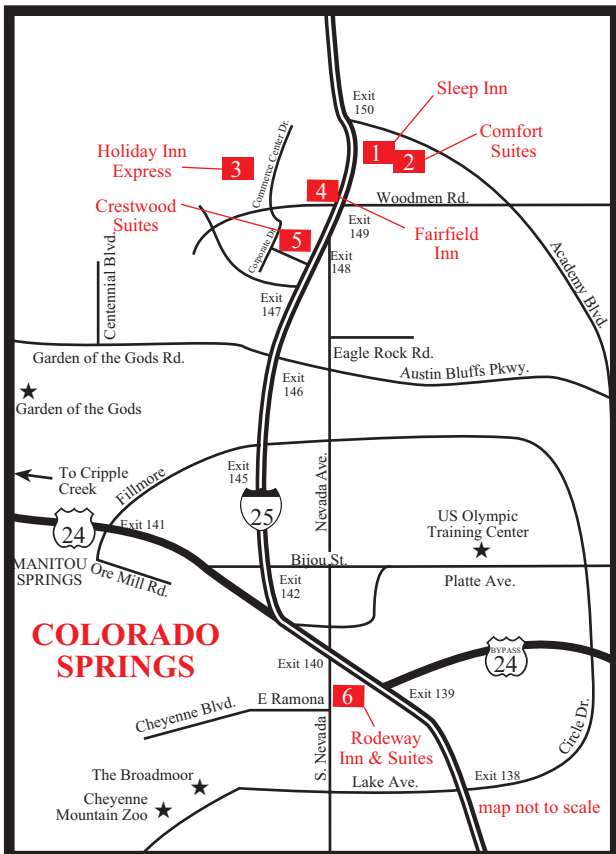 Exit
150
Sleep Inn
1
2
Comfort
Suites
Holiday Inn
Express
3
Commerce Center Dr.
4
Woodmen Rd.
Crestwood
Suites
5
Corporate Dr.
Exit
149
Fairfield
Inn
Exit
148
Academy Blvd.
Centennial Blvd.
Exit
147
Garden of the Gods Rd.
Eagle Rock Rd.
Austin Bluffs Pkwy.
Exit
146
Garden of the Gods
To Cripple
Creek
Fillmore
Exit
145
Nevada Ave.
25
24
Exit 141
US Olympic
Training Center
MANITOU
SPRINGS
Ore Mill Rd.
Bijou St.
Exit
142
Platte Ave.
COLORADO
SPRINGS
Exit 140
BYPASS
24
Exit 139
Cheyenne Blvd.
E Ramona
6
Circle Dr.
S. Nevada
Rodeway
Inn & Suites
The Broadmoor
Cheyenne
Mountain Zoo
Lake Ave.
Exit 138
map not to scale